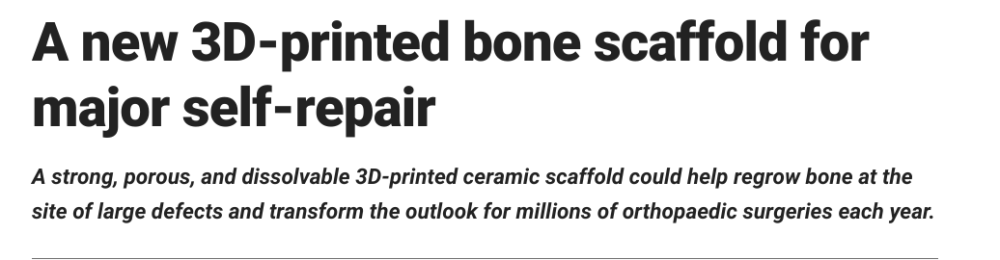 A new 3D-printed bone scaffold for
major self-repair
A strong, porous, and dissolvable 3D-printed ceramic scaffold could help regrow bone at the
site of large defects and transform the outlook for millions of orthopaedic surgeries each year.